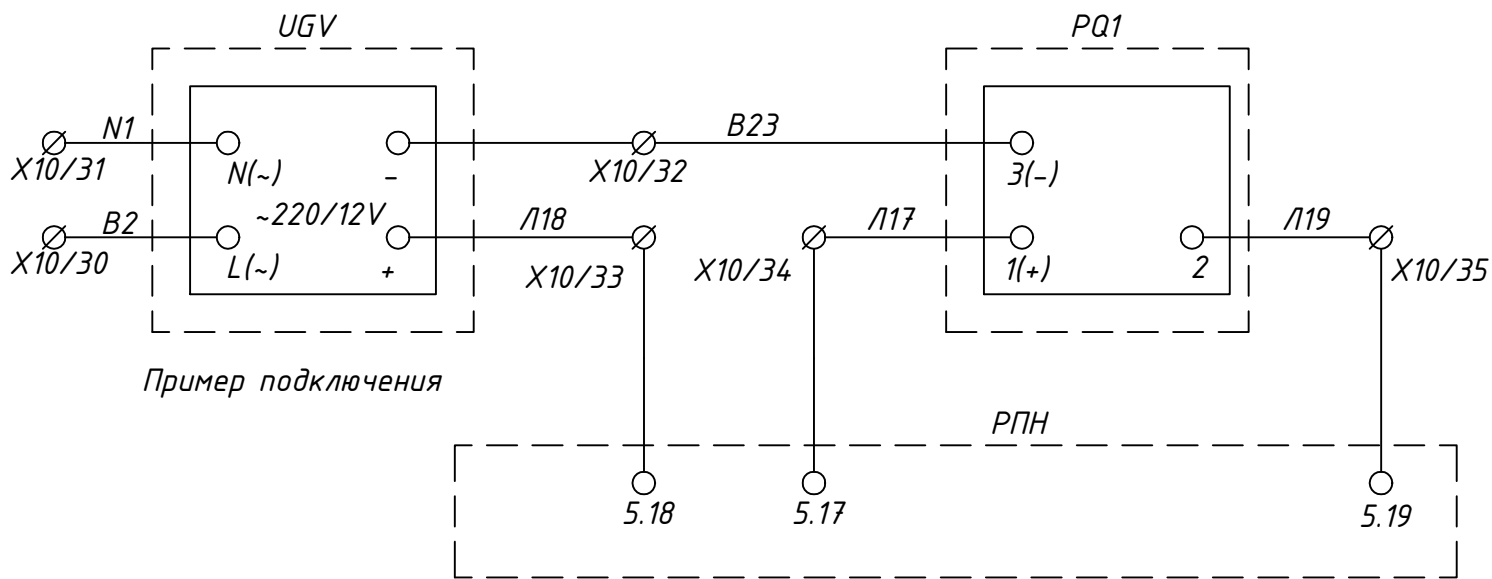 UGV
PQ1
N1
B23
X10/31
N(~)
-
X10/32
3(-)
B2
~220/12V
Л18
Л17
Л19
X10/30
L(~)
+
X10/33
X10/34
1(+)
2
X10/35
Пример подключения
РПН
5.18
5.17
5.19